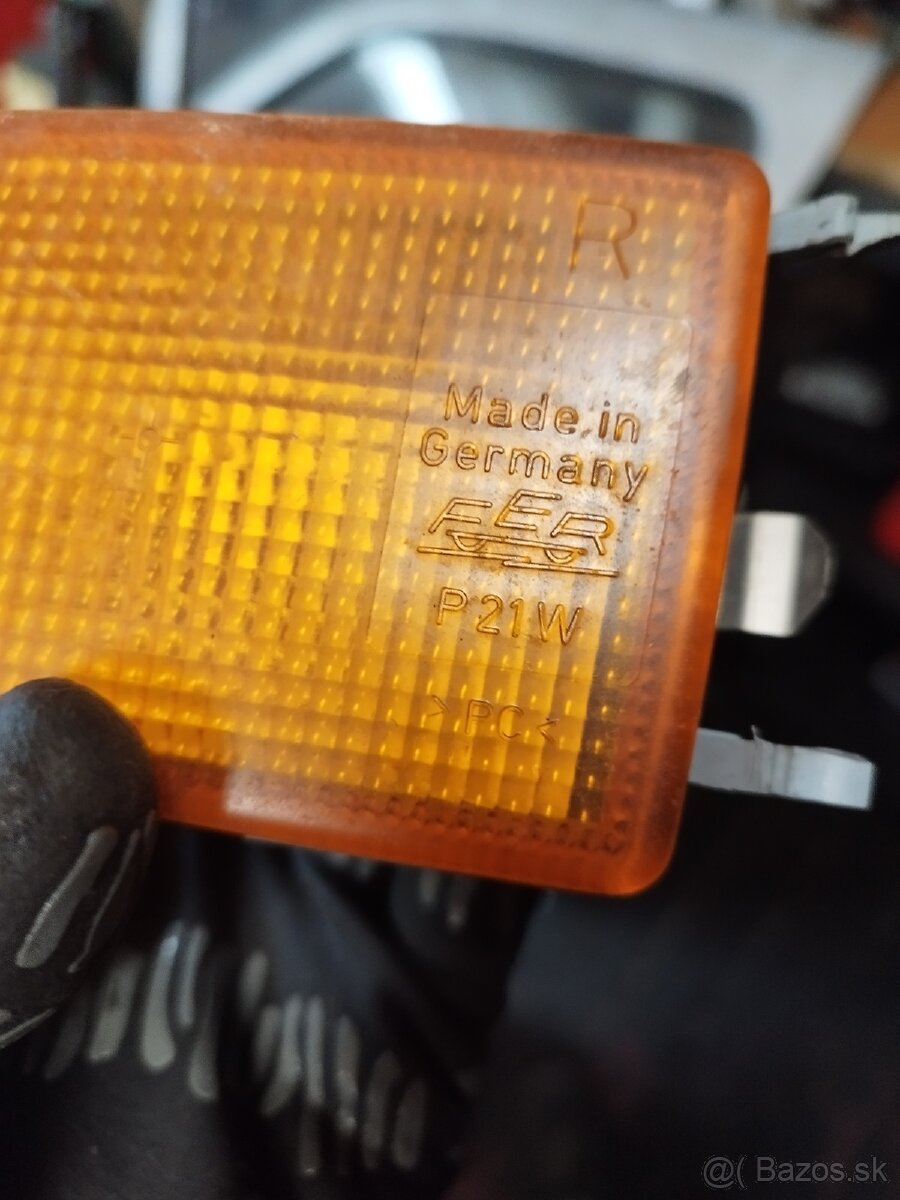 R
Made in
Germany
FER
P21W
>PC<
@( Bazos.sk